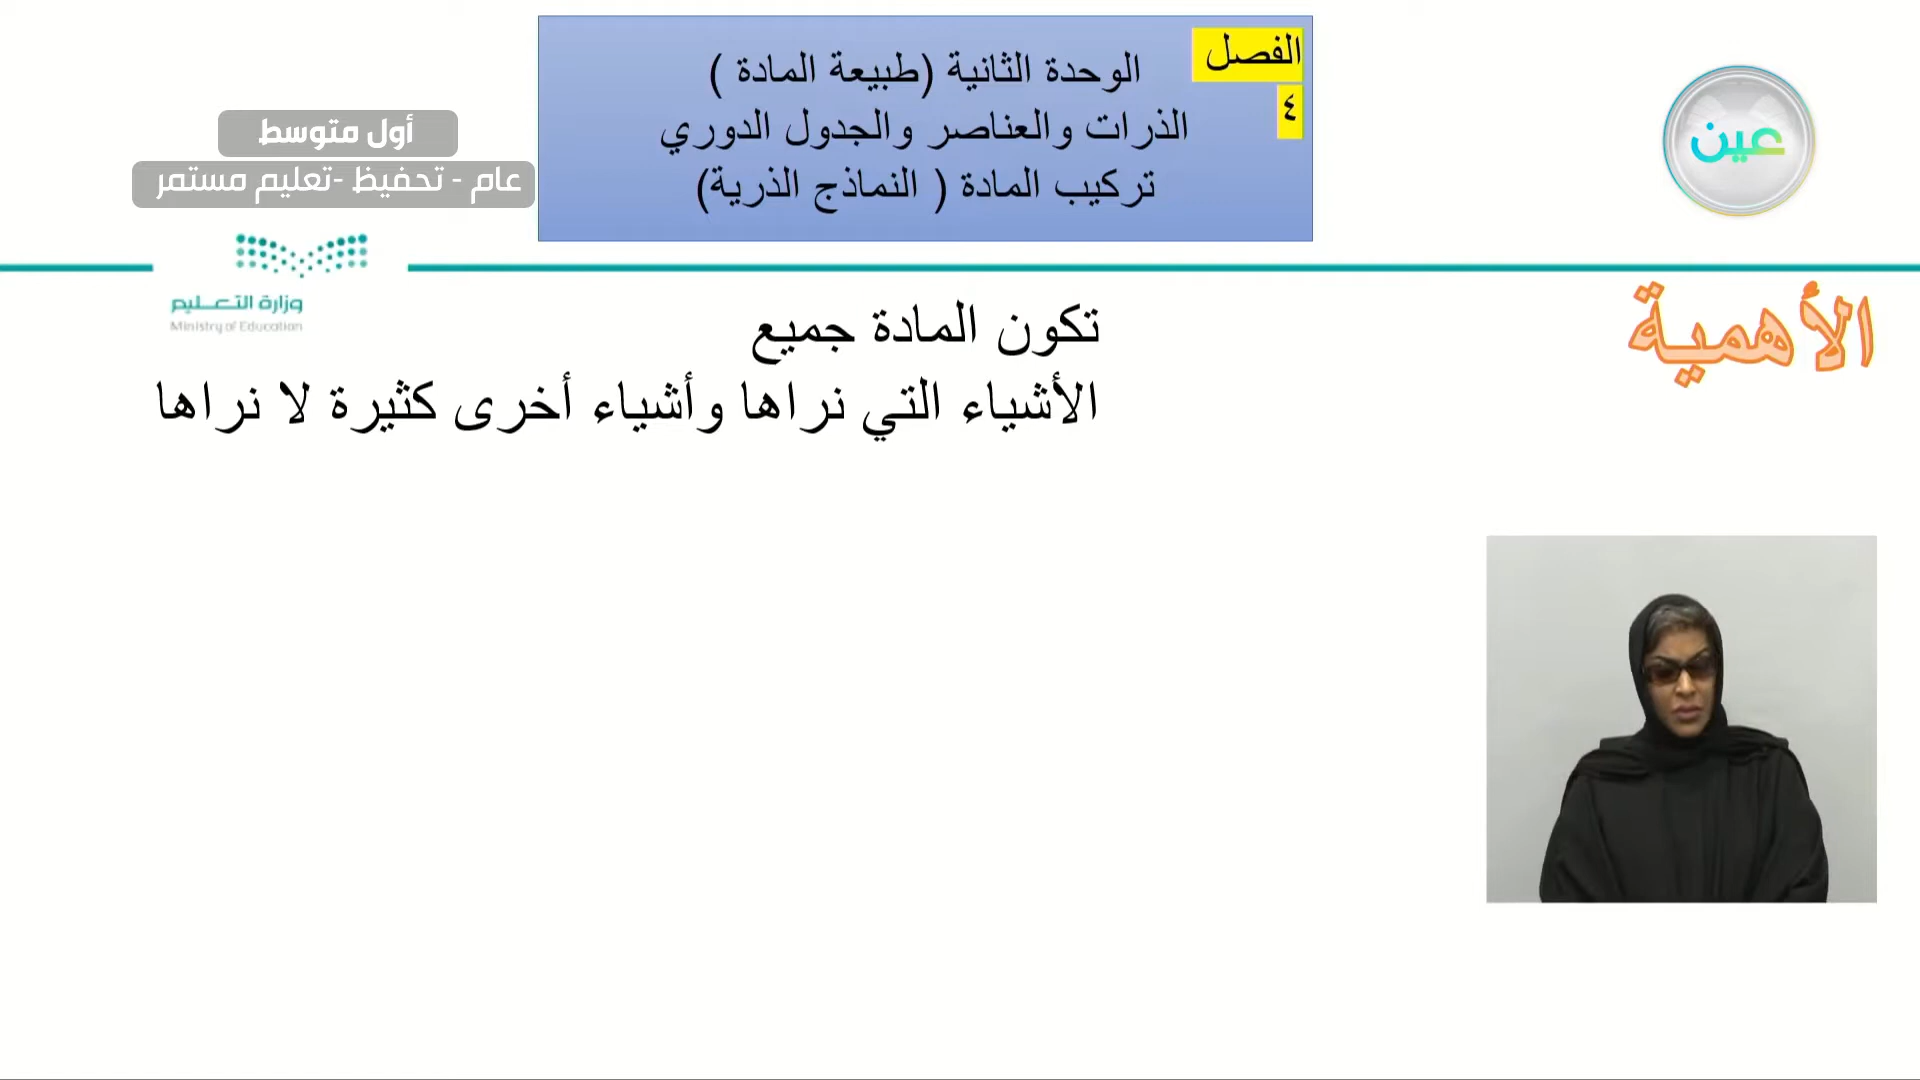 الفصل
٤
الوحدة الثانية (طبيعة المادة )
الذرات والعناصر والجدول الدوري
تركيب المادة ( النماذج الذرية)
عين
أول متوسط
عام - تحفيظ -تعليم مستمر
وزارة التعليم
Ministry of Education
الأهمية
تكون المادة جميع
الأشياء التي نراها وأشياء أخرى كثيرة لا نراها